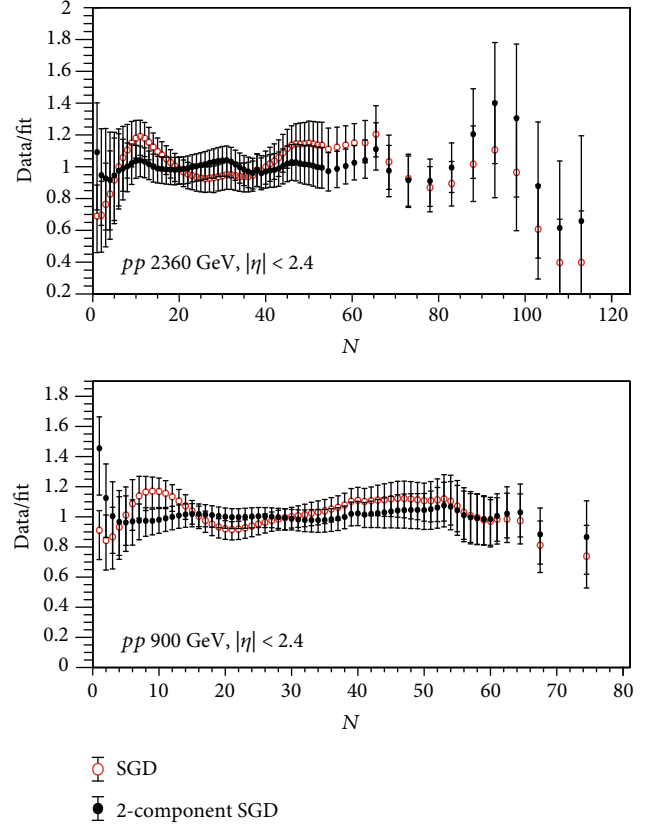 2
1.8
1.6
1.4
1.2
1
0.8
0.6
0.4
0.2
Data/fit
pp 2360 GeV, |η| < 2.4
0 20 40 60 80 100 120
N
1.8
1.6
1.4
1.2
1
0.8
0.6
0.4
0.2
0
Data/fit
pp 900 GeV, |η| < 2.4
0 10 20 30 40 50 60 70 80
N
SGD
2-component SGD